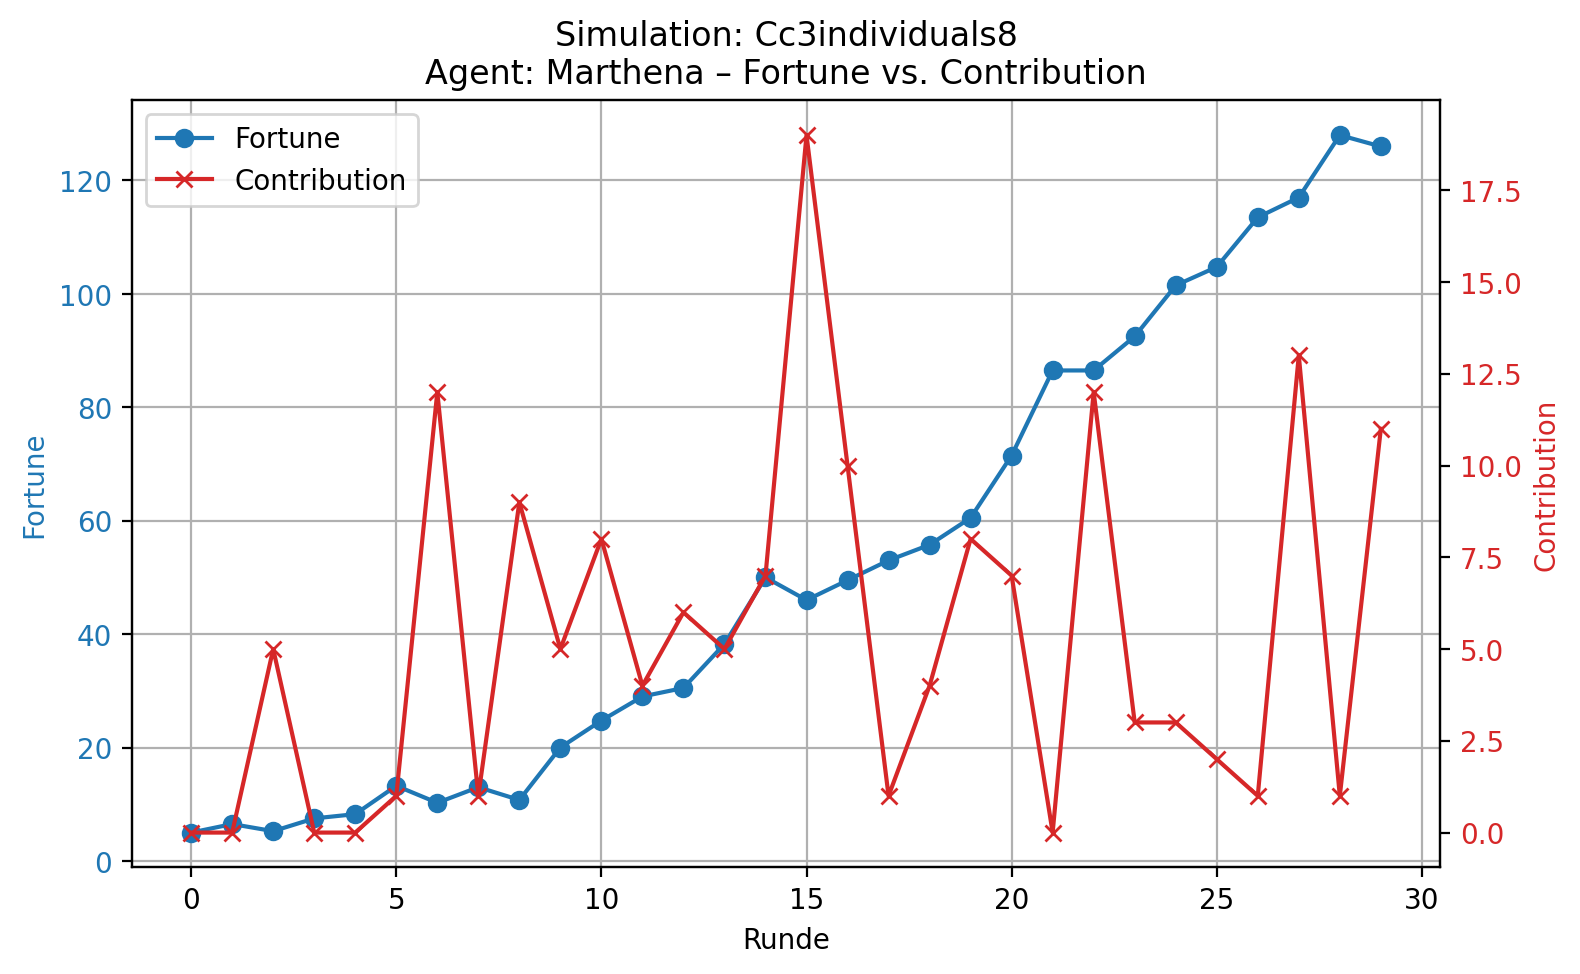 Simulation: Cc3individuals8
Agent: Marthena – Fortune vs. Contribution
Fortune
Contribution
120
100
80
60
40
20
0
Fortune
17.5
15.0
12.5
10.0
7.5
5.0
2.5
0.0
Contribution
0 5 10 15 20 25 30
Runde